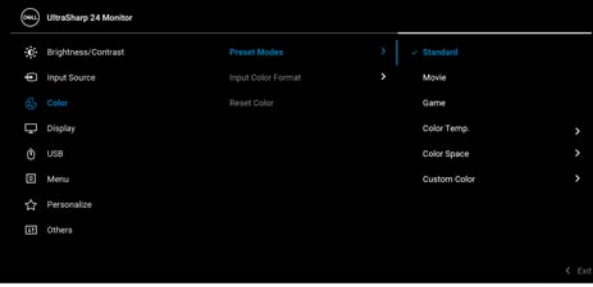 DELL UltraSharp 24 Monitor
Brightness/Contrast
Input Source
Color
Display
USB
Menu
Personalize
Others
Preset Modes
Input Color Format
Reset Color
Standard
Movie
Game
Color Temp.
Color Space
Custom Color
Exit